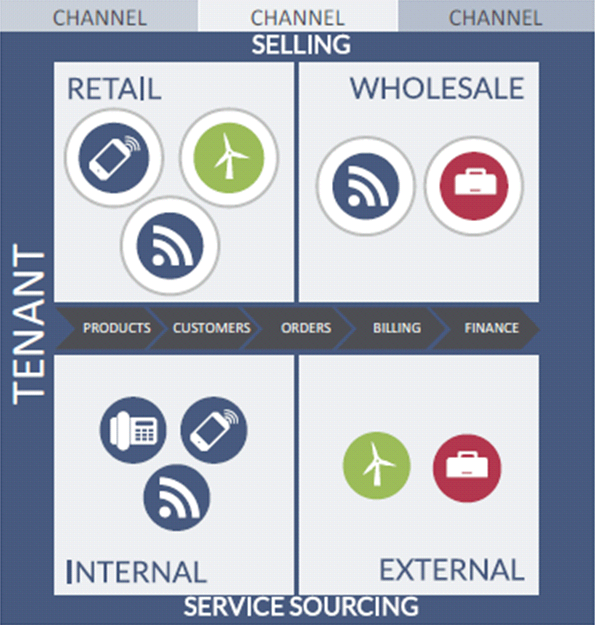 CHANNEL CHANNEL CHANNEL
SELLING
RETAIL WHOLESALE
TENANT
PRODUCTS CUSTOMERS ORDERS BILLING FINANCE
INTERNAL EXTERNAL
SERVICE SOURCING